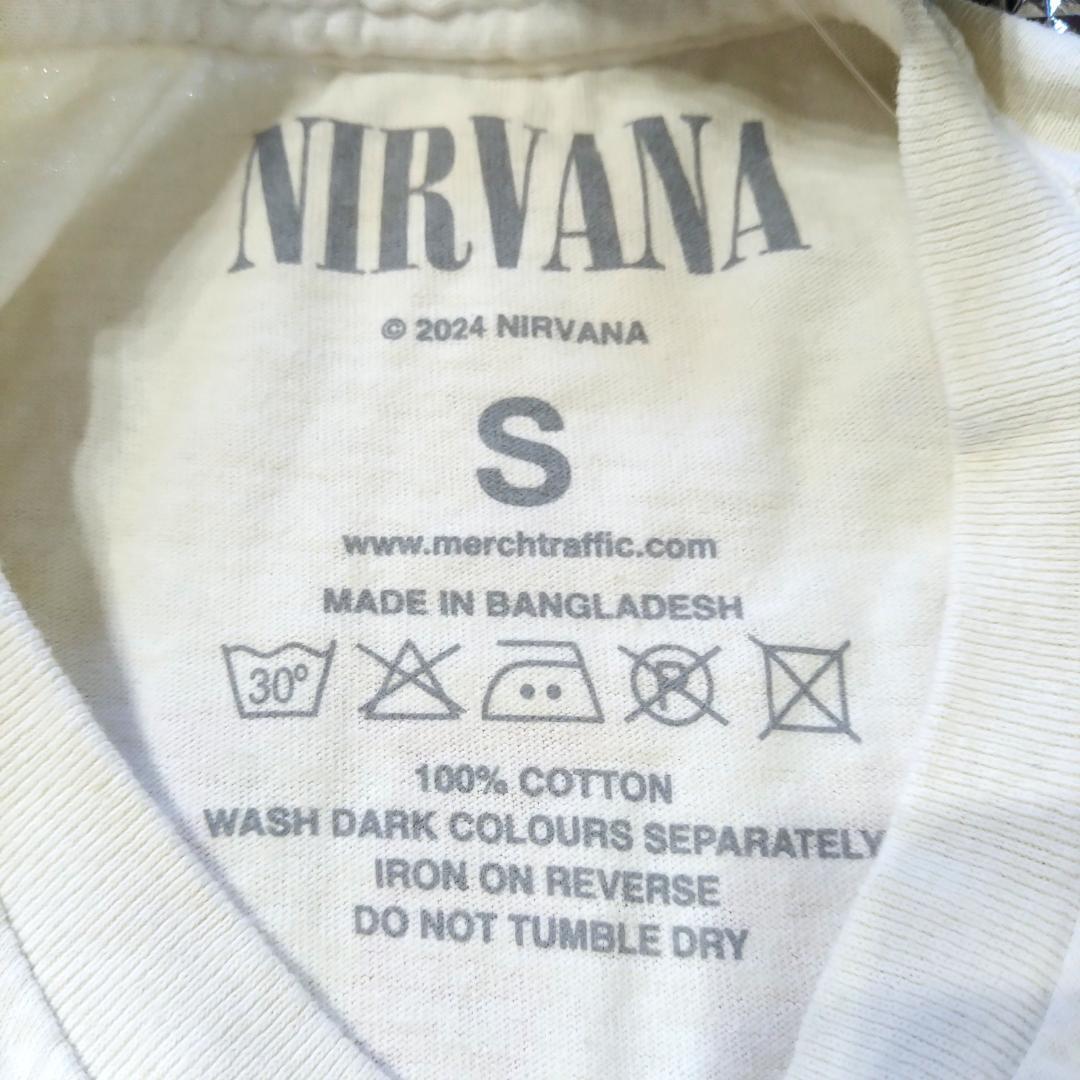 NIRVANA
© 2024 NIRVANA
S
www.merchtraffic.com
MADE IN BANGLADESH
30° P
100% COTTON
WASH DARK COLOURS SEPARATELY
IRON ON REVERSE
DO NOT TUMBLE DRY